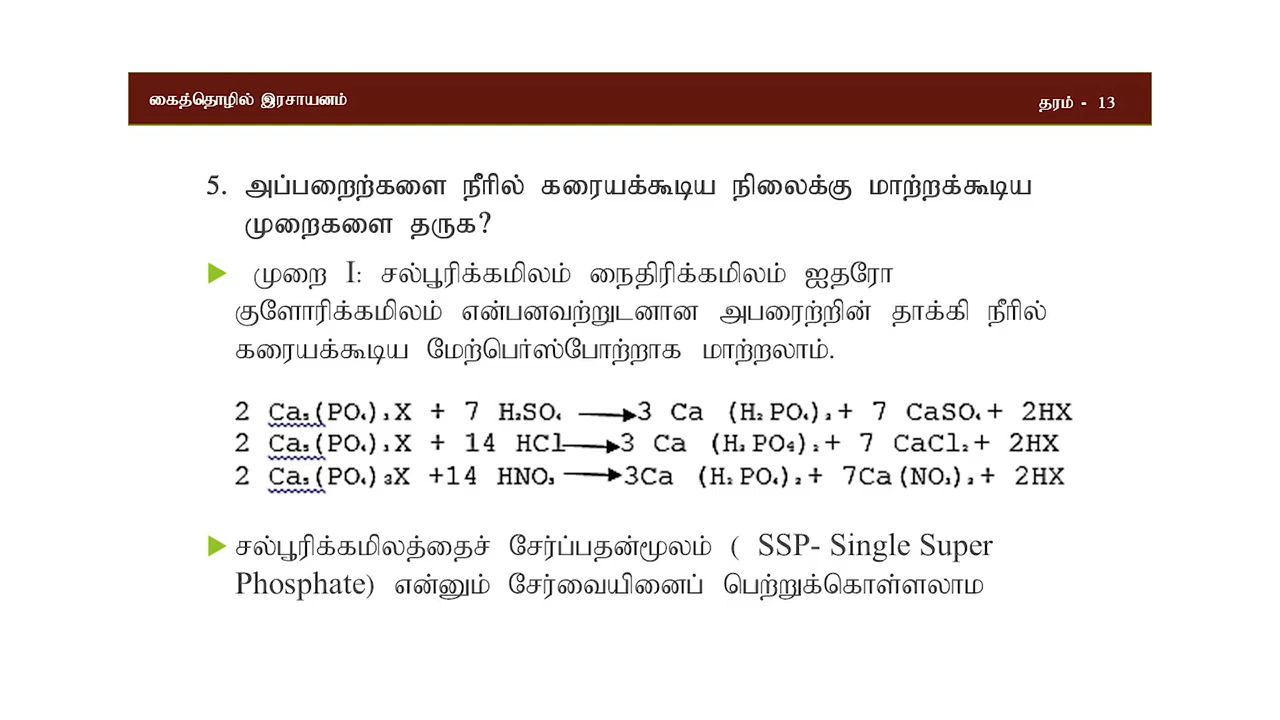 கைத்தொழில் இரசாயனம்
தரம் - 13
5. அப்பறைற்களை நீரில் கரையக்கூடிய நிலைக்கு மாற்றக்கூடிய
முறைகளை தருக?
முறை I: சல்பூரிக்கமிலம் நைதிரிக்கமிலம் ஐதரோ
குளோரிக்கமிலம் என்பனவற்றுடனான அபரைற்றின் தாக்கி நீரில்
கரையக்கூடிய மேற்பெர்ஸ்போற்றாக மாற்றலாம்.
2 Ca₅(PO₄)₃X + 7 H₂SO₄ ⟶3 Ca (H₂PO₄)₂+ 7 CaSO₄+ 2HX
2 Ca₅(PO₄)₃X + 14 HCl⟶3 Ca (H₂PO₄)₂+ 7 CaCl₂+ 2HX
2 Ca₅(PO₄)₃X +14 HNO₃ ⟶3Ca (H₂PO₄)₂+ 7Ca(NO₃)₂+ 2HX
சல்பூரிக்கமிலத்தைச் சேர்ப்பதன்மூலம் ( SSP- Single Super
Phosphate) என்னும் சேர்வையினைப் பெற்றுக்கொள்ளலாம